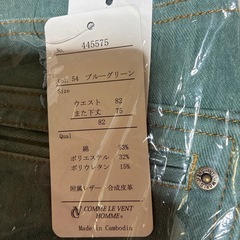 No. 445575
Col. 54 ブルーグリーン
Size
ウエスト 82
また下丈 75
82
Qual
綿 53%
ポリエステル 32%
ポリウレタン 15%
附属レザー 合成皮革
COMME LE VENT
HOMME®
Made in Cambodia